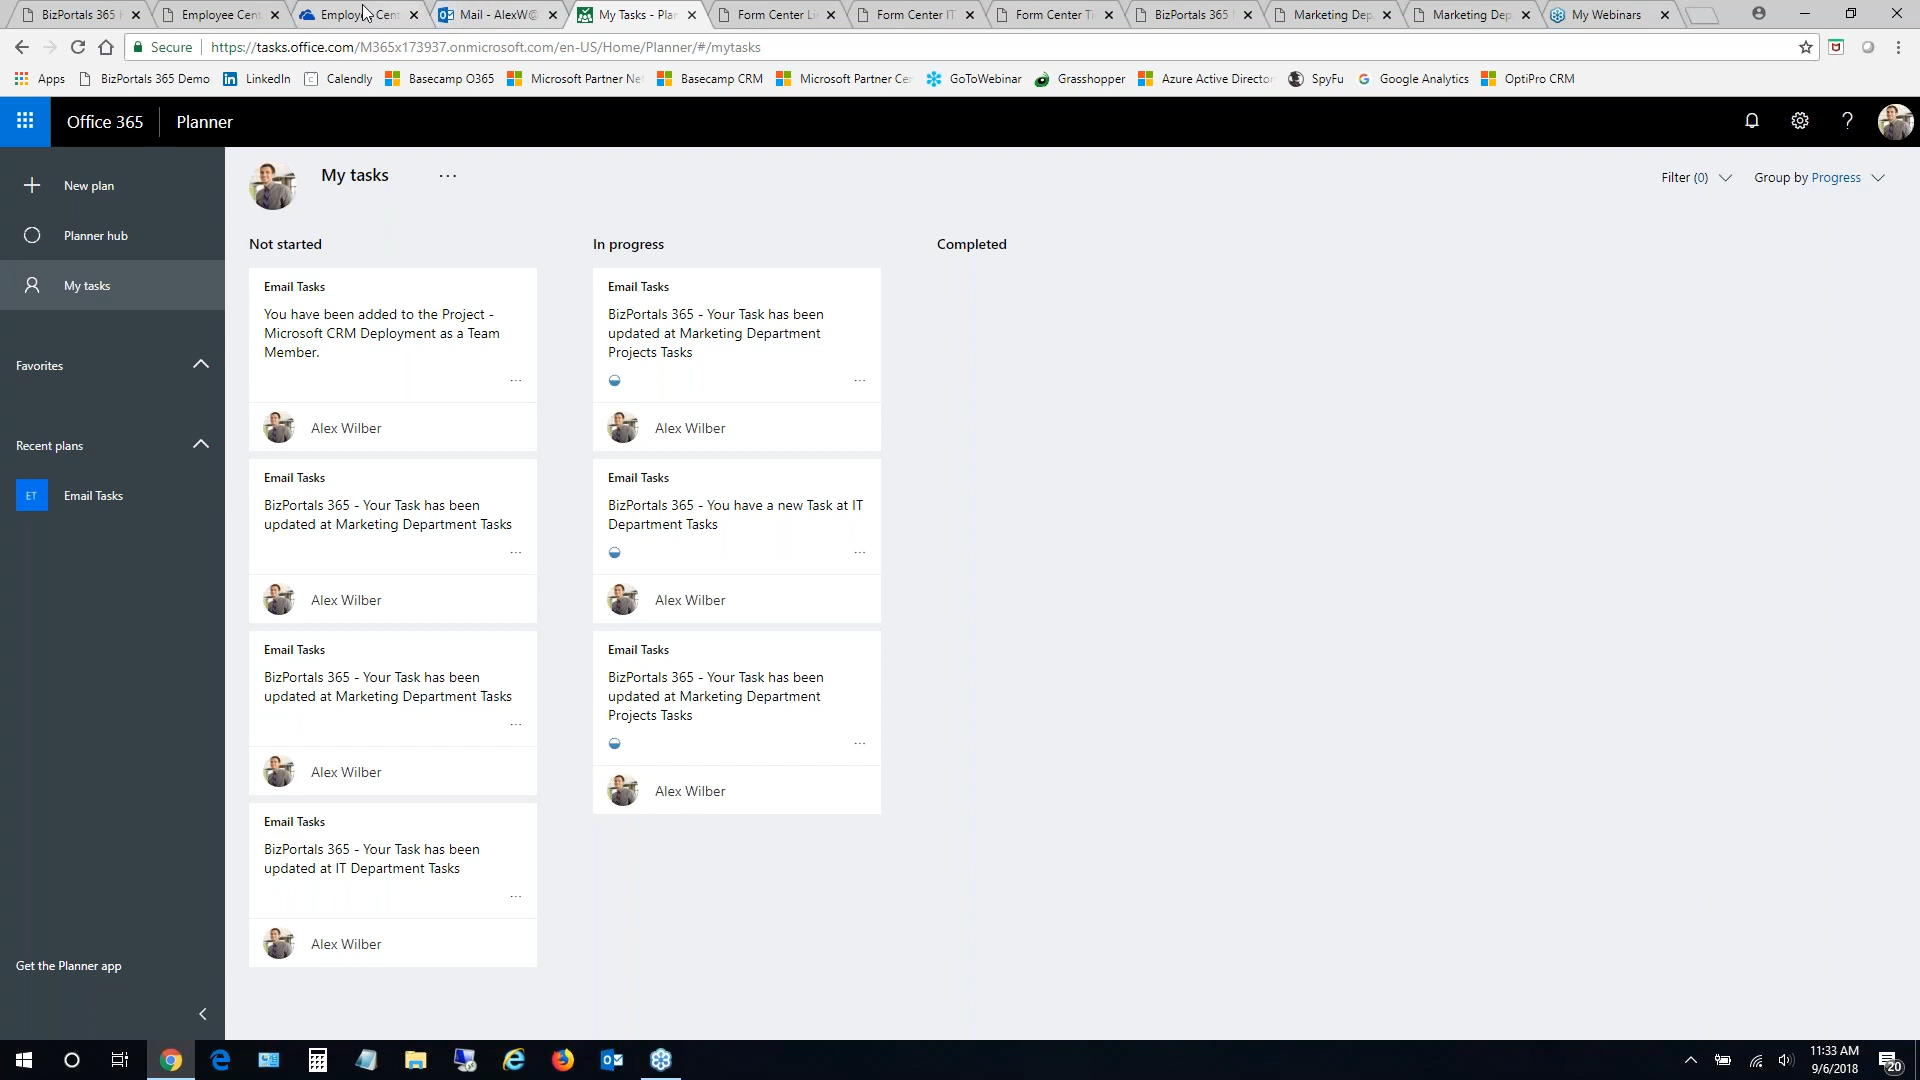 BizPortals 365
Employee Cen
Employee Cent
Mail - AlexW@
My Tasks - Plan
Form Center Li
Form Center IT
Form Center Ti
BizPortals 365
Marketing Dep
Marketing Dep
My Webinars
Secure
https://tasks.office.com/M365x173937.onmicrosoft.com/en-US/Home/Planner/#/mytasks
Apps
BizPortals 365 Demo
LinkedIn
Calendly
Basecamp O365
Microsoft Partner Ne
Basecamp CRM
Microsoft Partner Ce
GoToWebinar
Grasshopper
Azure Active Director
SpyFu
Google Analytics
OptiPro CRM
Office 365
Planner
New plan
Planner hub
My tasks
Favorites
Recent plans
ET
Email Tasks
Get the Planner app
My tasks
Filter (0)
Group by Progress
Not started
Email Tasks
You have been added to the Project -
Microsoft CRM Deployment as a Team
Member.
Alex Wilber
Email Tasks
BizPortals 365 - Your Task has been
updated at Marketing Department Tasks
Alex Wilber
Email Tasks
BizPortals 365 - Your Task has been
updated at Marketing Department Tasks
Alex Wilber
Email Tasks
BizPortals 365 - Your Task has been
updated at IT Department Tasks
Alex Wilber
In progress
Email Tasks
BizPortals 365 - Your Task has been
updated at Marketing Department
Projects Tasks
Alex Wilber
Email Tasks
BizPortals 365 - You have a new Task at IT
Department Tasks
Alex Wilber
Email Tasks
BizPortals 365 - Your Task has been
updated at Marketing Department
Projects Tasks
Alex Wilber
Completed
11:33 AM
9/6/2018
20